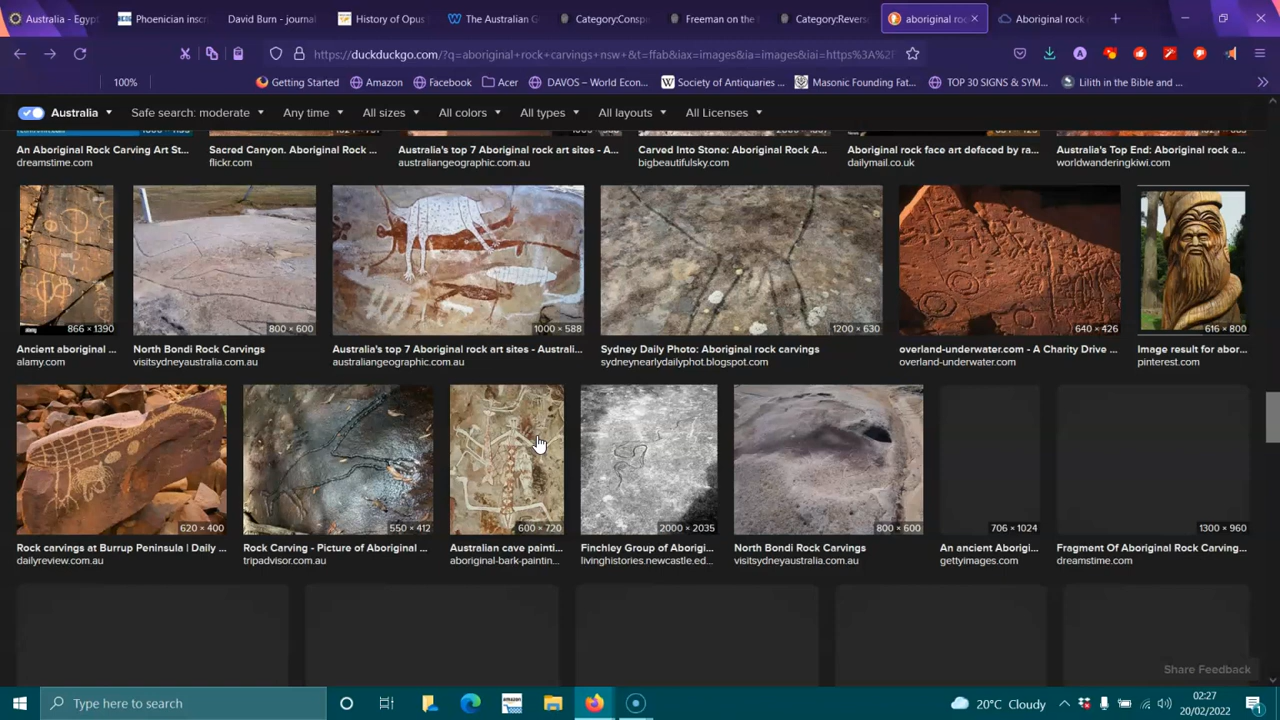 Australia - Egypt
Phoenician inscri
David Burn - journal
History of Opus
The Australian G
Category:Conspi
Freeman on the
Category:Reverse
aboriginal roc
Aboriginal rock
https://duckduckgo.com/?q=aboriginal+rock+carvings+nsw+&t=ffab&iax=images&ia=images&iai=https%3A%2F
100%
Getting Started
Amazon
Facebook
Acer
DAVOS – World Econ...
Society of Antiquaries ...
Masonic Founding Fat...
TOP 30 SIGNS & SYM...
Lilith in the Bible and ...
Australia
Safe search: moderate
Any time
All sizes
All colors
All types
All layouts
All Licenses
An Aboriginal Rock Carving Art St...
Sacred Canyon. Aboriginal Rock ...
Australia's top 7 Aboriginal rock art sites - A...
Carved Into Stone: Aboriginal Rock A...
Aboriginal rock face art defaced by ra...
Australia's Top End: Aboriginal rock a...
dreamstime.com
flickr.com
australiangeographic.com.au
bigbeautifulsky.com
dailymail.co.uk
worldwanderingkiwi.com
866 × 1390
800 × 600
1000 × 588
1200 × 630
640 × 426
616 × 800
Ancient aboriginal ...
North Bondi Rock Carvings
Australia's top 7 Aboriginal rock art sites - Australi...
Sydney Daily Photo: Aboriginal rock carvings
overland-underwater.com - A Charity Drive ...
Image result for abor...
alamy.com
visitsydneyaustralia.com.au
australiangeographic.com.au
sydneynearlydailyphot.blogspot.com
overland-underwater.com
pinterest.com
620 × 400
550 × 412
600 × 720
2000 × 2035
800 × 600
706 × 1024
1300 × 960
Rock carvings at Burrup Peninsula | Daily ...
Rock Carving - Picture of Aboriginal ...
Australian cave painti...
Finchley Group of Aborigi...
North Bondi Rock Carvings
An ancient Aborigi...
Fragment Of Aboriginal Rock Carving...
dailyreview.com.au
tripadvisor.com.au
aboriginal-bark-paintin...
livinghistories.newcastle.ed...
visitsydneyaustralia.com.au
gettyimages.com
dreamstime.com
Share Feedback
Type here to search
20°C Cloudy
02:27
20/02/2022